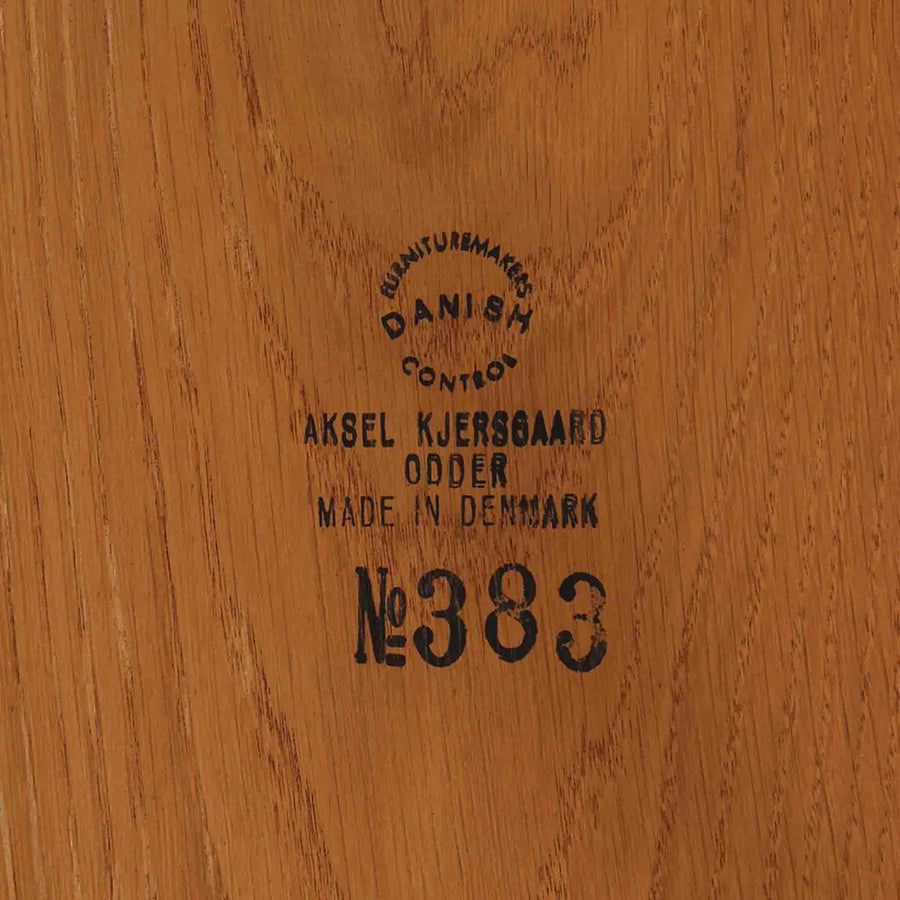 FURNITUREMAKERS
DANISH
CONTROL
AKSEL KJERSGAARD
ODDER
MADE IN DENMARK
№383